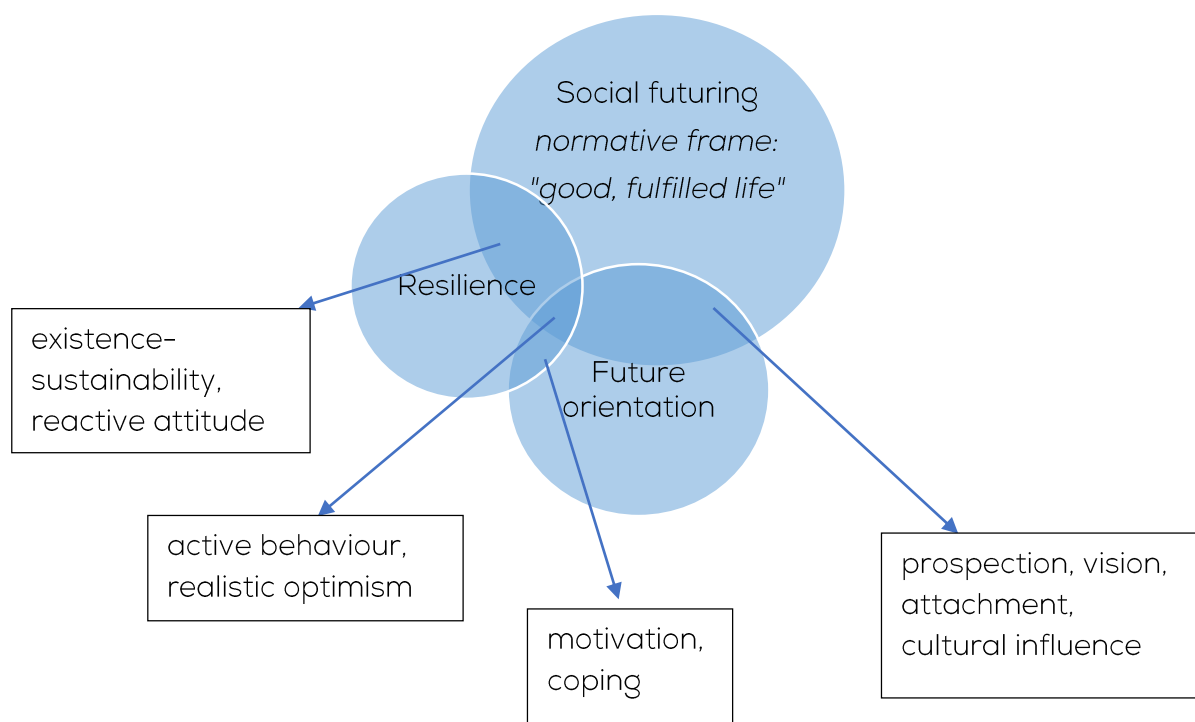 Social futuring
normative frame:
"good, fulfilled life"
Resilience
Future
orientation
existence-
sustainability,
reactive attitude
active behaviour,
realistic optimism
motivation,
coping
prospection, vision,
attachment,
cultural influence